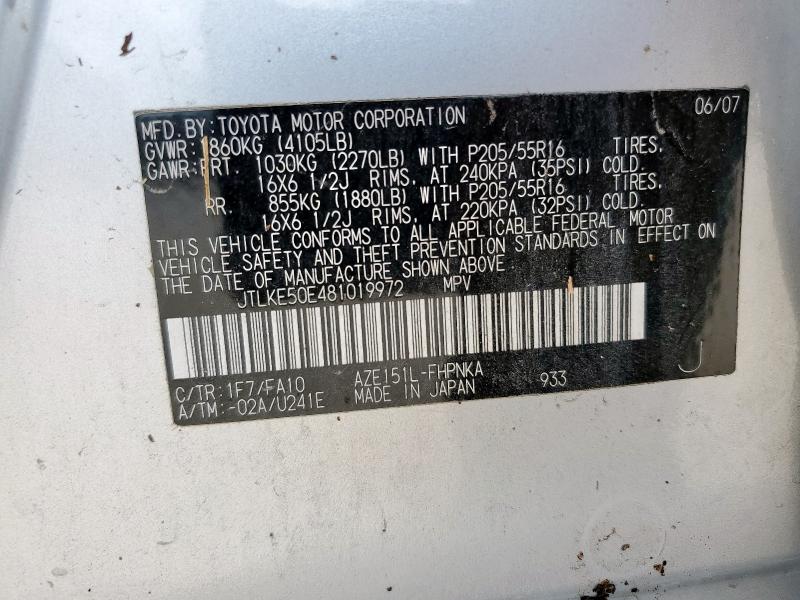 MFD. BY: TOYOTA MOTOR CORPORATION 06/07
GVWR: 1860KG (4105LB)
GAWR: FRT. 1030KG (2270LB) WITH P205/55R16 TIRES,
16X6 1/2J RIMS, AT 240KPA (35PSI) COLD.
RR. 855KG (1880LB) WITH P205/55R16 TIRES,
16X6 1/2J RIMS, AT 220KPA (32PSI) COLD.
THIS VEHICLE CONFORMS TO ALL APPLICABLE FEDERAL MOTOR
VEHICLE SAFETY AND THEFT PREVENTION STANDARDS IN EFFECT ON
THE DATE OF MANUFACTURE SHOWN ABOVE.
JTLKE50E481019972 MPV
C/TR: 1F7/FA10 AZE151L-FHPNKA
A/TM: -02A/U241E MADE IN JAPAN 933 J